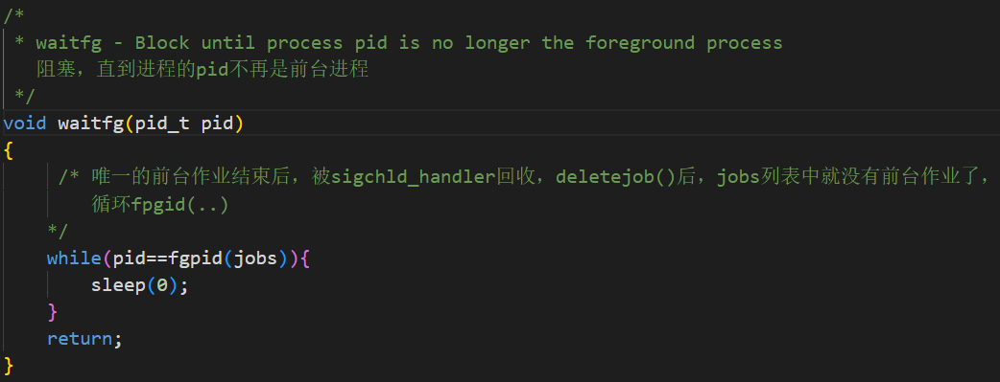 /*
 * waitfg - Block until process pid is no longer the foreground process
   阻塞，直到进程的pid不再是前台进程
 */
void waitfg(pid_t pid)
{
     /* 唯一的前台作业结束后，被sigchld_handler回收，deletejob()后，jobs列表中就没有前台作业了，
        循环fpgid(..)
    */
    while(pid==fgpid(jobs)){
        sleep(0);
    }
    return;
}